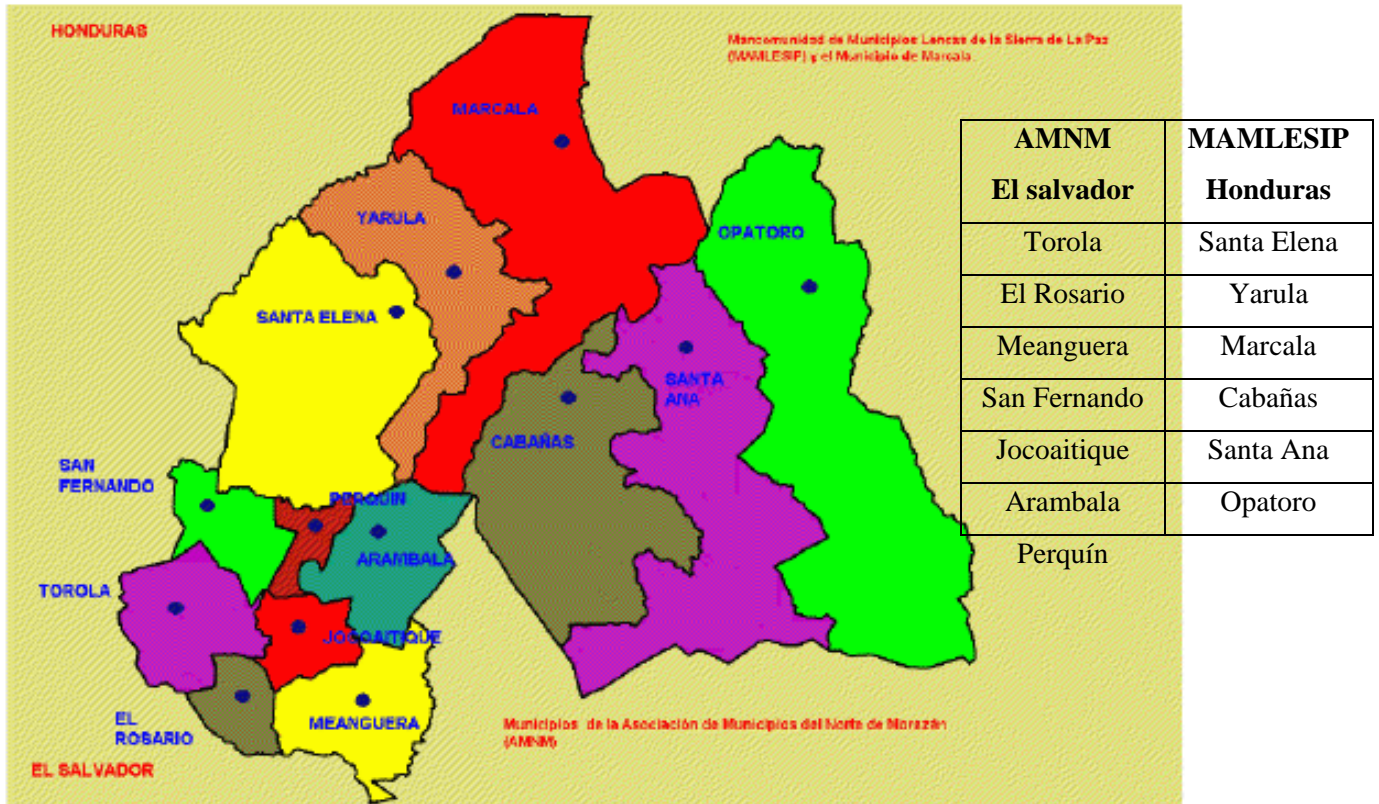 HONDURAS
Mancomunidad de Municipios Lencas de la Sierra de La Paz
(MAMLESIP) y el Municipio de Marcala.
MARCALA
YARULA
OPATORO
SANTA ELENA
SANTA
ANA
CABAÑAS
SAN
FERNANDO
PERQUIN
ARAMBALA
TOROLA
JOCOAITIQUE
EL
ROSARIO
MEANGUERA
Municipios de la Asociación de Municipios del Norte de Morazán
(AMNM)
EL SALVADOR
AMNM MAMLESIP
El salvador Honduras
Torola Santa Elena
El Rosario Yarula
Meanguera Marcala
San Fernando Cabañas
Jocoaitique Santa Ana
Arambala Opatoro
Perquín